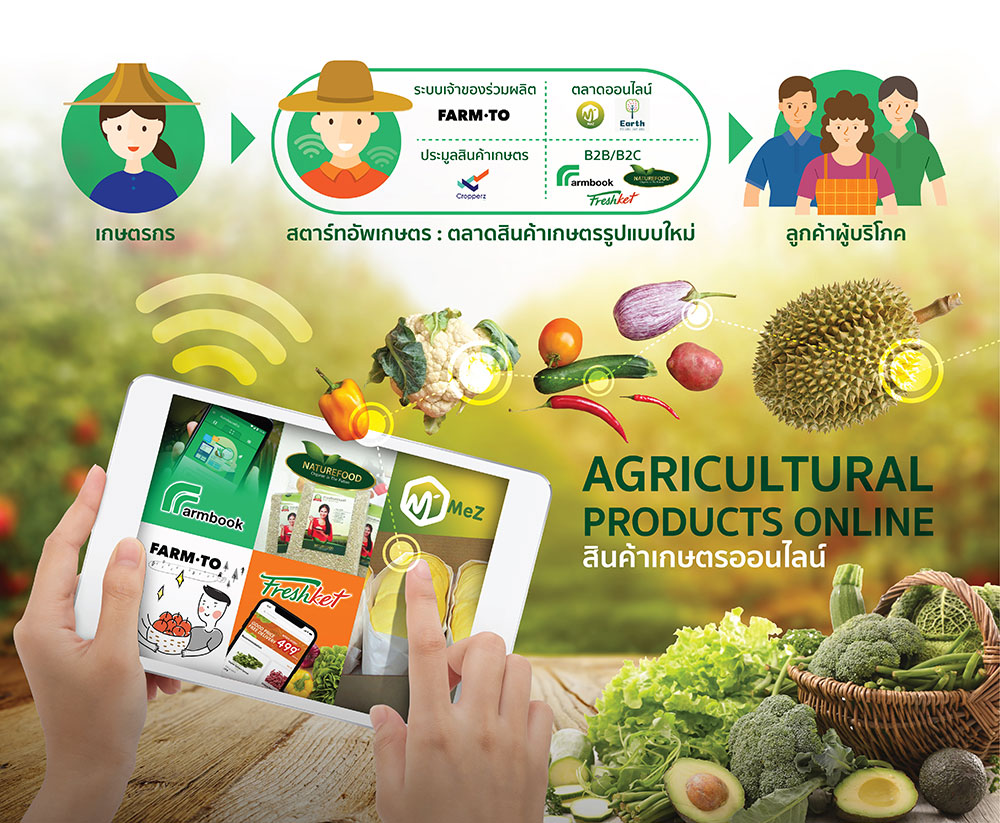 ระบบเจ้าของร่วมผลิต
FARM·TO
ตลาดออนไลน์
MeZ
Earth
ประมูลสินค้าเกษตร
Cropperz
B2B/B2C
Farmbook
NATUREFOOD
Freshket
เกษตรกร
สตาร์ทอัพเกษตร : ตลาดสินค้าเกษตรรูปแบบใหม่
ลูกค้าผู้บริโภค
Farmbook
NATUREFOOD
Organic is The Future
MeZ
FARM·TO
Freshket
499
AGRICULTURAL
PRODUCTS ONLINE
สินค้าเกษตรออนไลน์